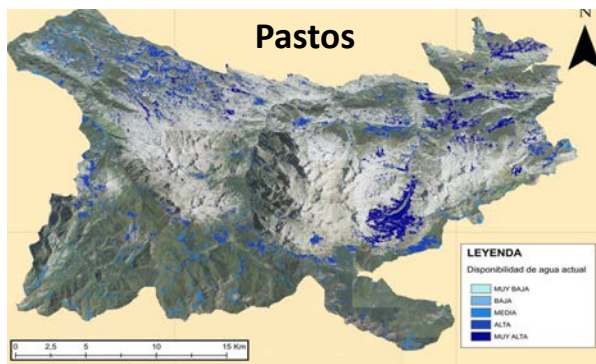 Pastos
N
LEYENDA
Disponibilidad de agua actual
MUY BAJA
BAJA
MEDIA
ALTA
MUY ALTA
0 2.5 5 10 15 Km